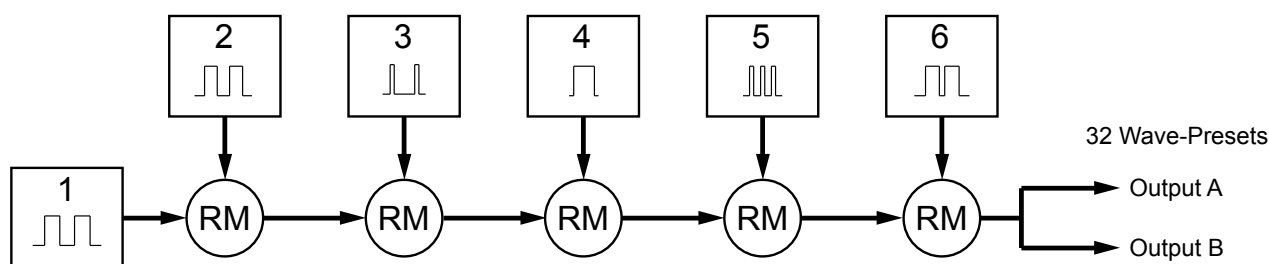 2
3
4
5
6
32 Wave-Presets
1
RM
RM
RM
RM
RM
Output A
Output B